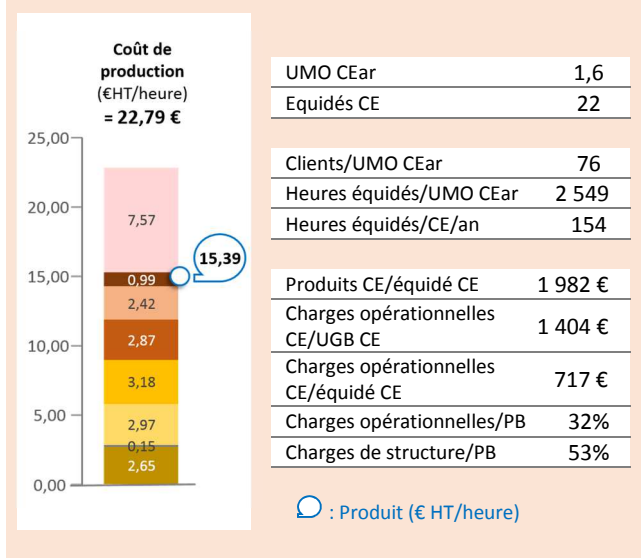 Coût de
production
(€HT/heure)
= 22,79 €
25,00
20,00
15,00
10,00
5,00
0,00
7,57
0,99
2,42
2,87
3,18
2,97
0,15
2,65
15,39
UMO CEar 1,6
Equidés CE 22
Clients/UMO CEar 76
Heures équidés/UMO CEar 2 549
Heures équidés/CE/an 154
Produits CE/équidé CE 1 982 €
Charges opérationnelles
CE/UGB CE 1 404 €
Charges opérationnelles
CE/équidé CE 717 €
Charges opérationnelles/PB 32%
Charges de structure/PB 53%
: Produit (€ HT/heure)